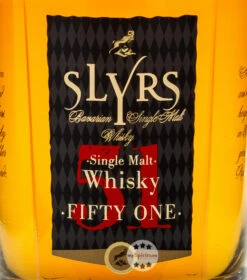 SLYRS
Bavarian Single Malt
Whisky
51
·Single Malt·
Whisky
·FIFTY ONE·